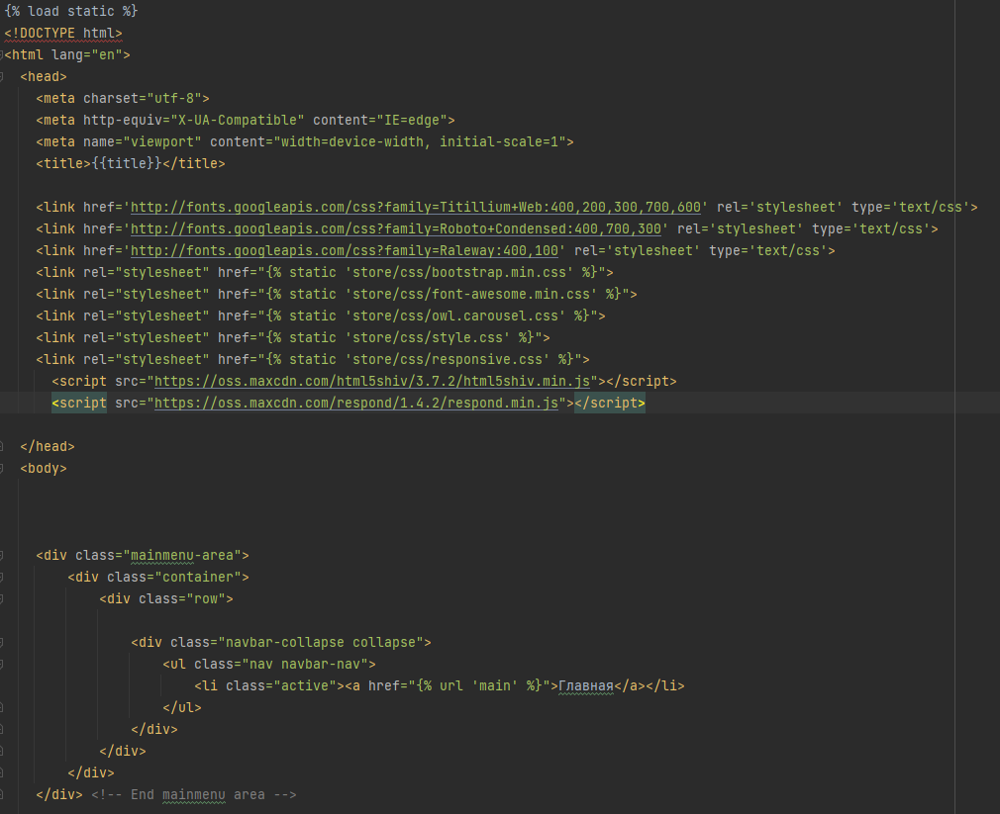 {% load static %}
<!DOCTYPE html>
<html lang="en">
  <head>
    <meta charset="utf-8">
    <meta http-equiv="X-UA-Compatible" content="IE=edge">
    <meta name="viewport" content="width=device-width, initial-scale=1">
    <title>{{title}}</title>
    <link href='http://fonts.googleapis.com/css?family=Titillium+Web:400,200,300,700,600' rel='stylesheet' type='text/css'>
    <link href='http://fonts.googleapis.com/css?family=Roboto+Condensed:400,700,300' rel='stylesheet' type='text/css'>
    <link href='http://fonts.googleapis.com/css?family=Raleway:400,100' rel='stylesheet' type='text/css'>
    <link rel="stylesheet" href="{% static 'store/css/bootstrap.min.css' %}">
    <link rel="stylesheet" href="{% static 'store/css/font-awesome.min.css' %}">
    <link rel="stylesheet" href="{% static 'store/css/owl.carousel.css' %}">
    <link rel="stylesheet" href="{% static 'store/css/style.css' %}">
    <link rel="stylesheet" href="{% static 'store/css/responsive.css' %}">
      <script src="https://oss.maxcdn.com/html5shiv/3.7.2/html5shiv.min.js"></script>
      <script src="https://oss.maxcdn.com/respond/1.4.2/respond.min.js"></script>
  </head>
  <body>
    <div class="mainmenu-area">
        <div class="container">
            <div class="row">
                <div class="navbar-collapse collapse">
                    <ul class="nav navbar-nav">
                        <li class="active"><a href="{% url 'main' %}">Главная</a></li>
                    </ul>
                </div>
            </div>
        </div>
    </div> <!-- End mainmenu area -->